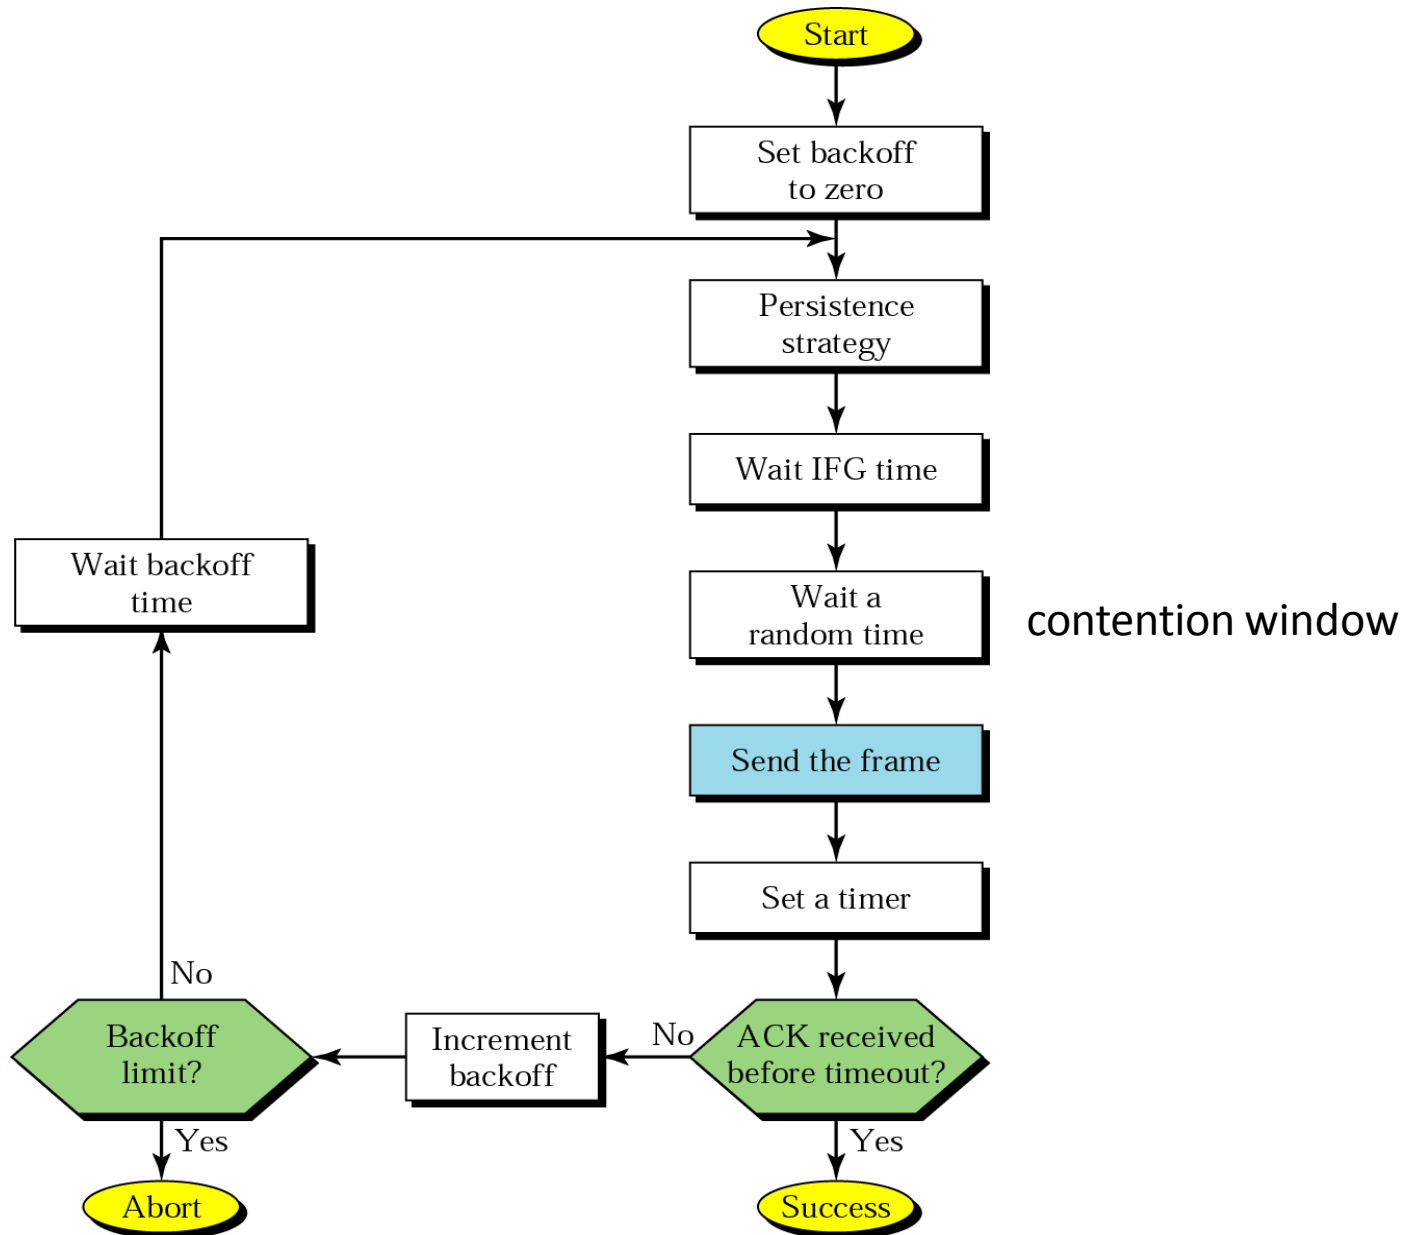 Start
Set backoff
to zero
Persistence
strategy
Wait IFG time
Wait backoff
time
Wait a
random time
contention window
Send the frame
Set a timer
No
Backoff
limit?
Increment
backoff
No
ACK received
before timeout?
Yes
Yes
Abort
Success